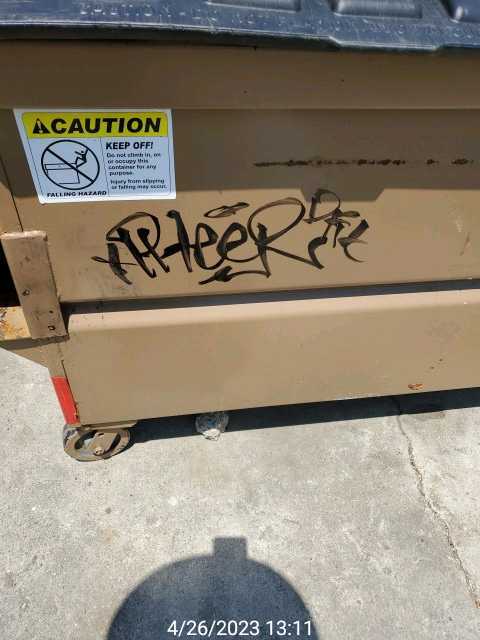 CAUTION
KEEP OFF!
Do not climb in, on
or occupy this
container for any
purpose.
Injury from slipping
or falling may occur.
FALLING HAZARD
4/26/2023 13:11